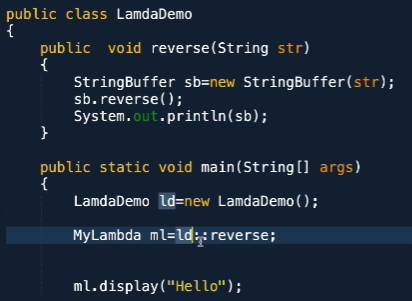 public class LamdaDemo
{
    public  void reverse(String str)
    {
        StringBuffer sb=new StringBuffer(str);
        sb.reverse();
        System.out.println(sb);
    }

    public static void main(String[] args)
    {
        LamdaDemo ld=new LamdaDemo();

        MyLambda ml=ld::reverse;


        ml.display("Hello");